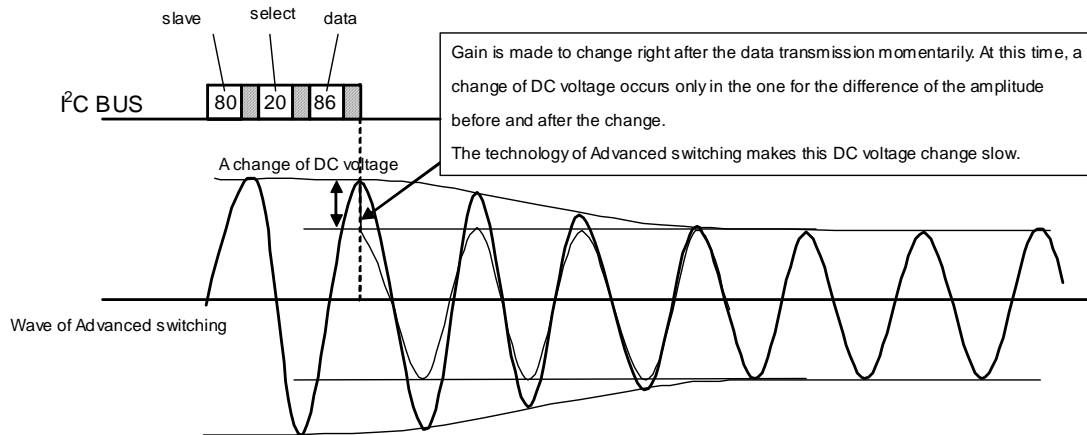 slave select data
I²C BUS 80 20 86
Gain is made to change right after the data transmission momentarily. At this time, a
change of DC voltage occurs only in the one for the difference of the amplitude
before and after the change.
The technology of Advanced switching makes this DC voltage change slow.
A change of DC voltage
Wave of Advanced switching